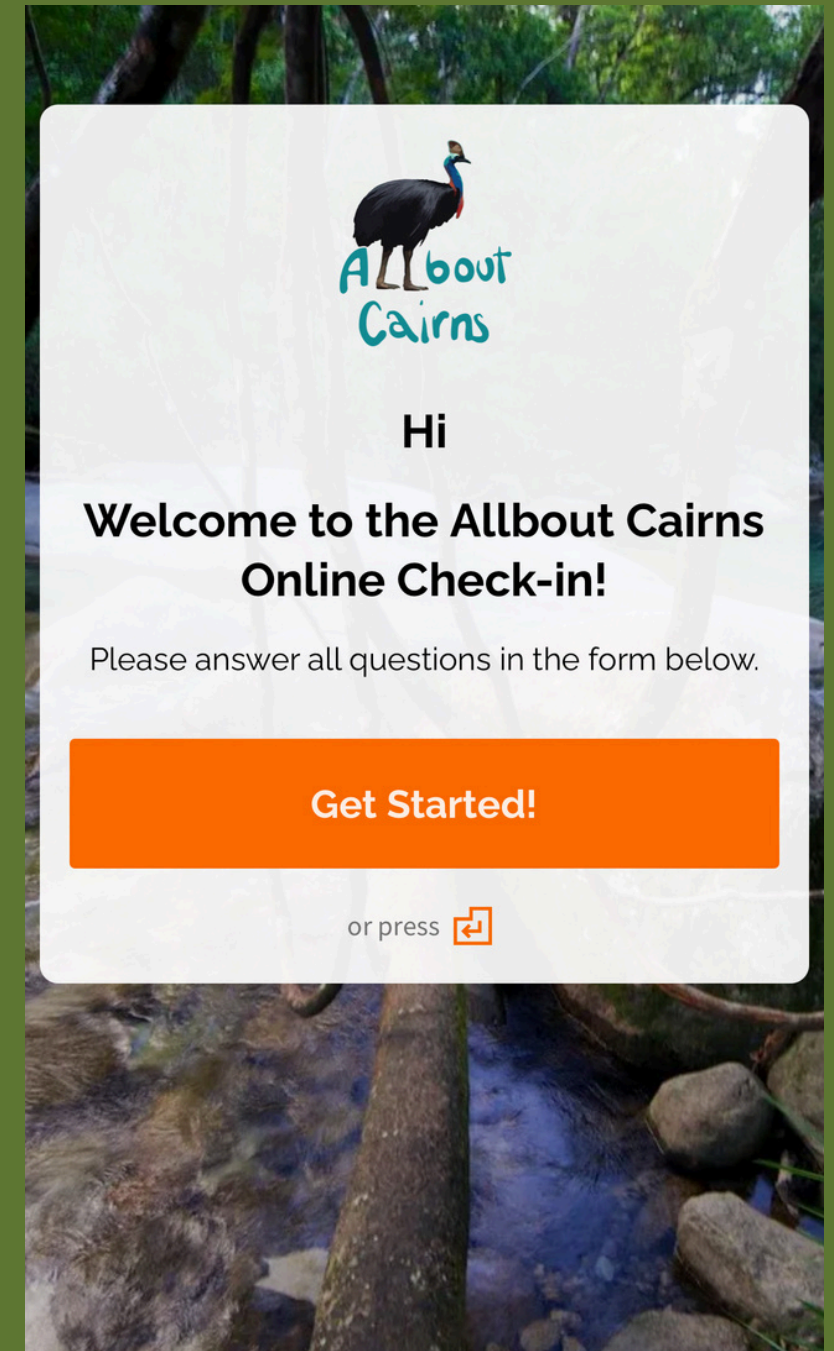 Allbout
Cairns
Hi
Welcome to the Allbout Cairns
Online Check-in!
Please answer all questions in the form below.
Get Started!
or press